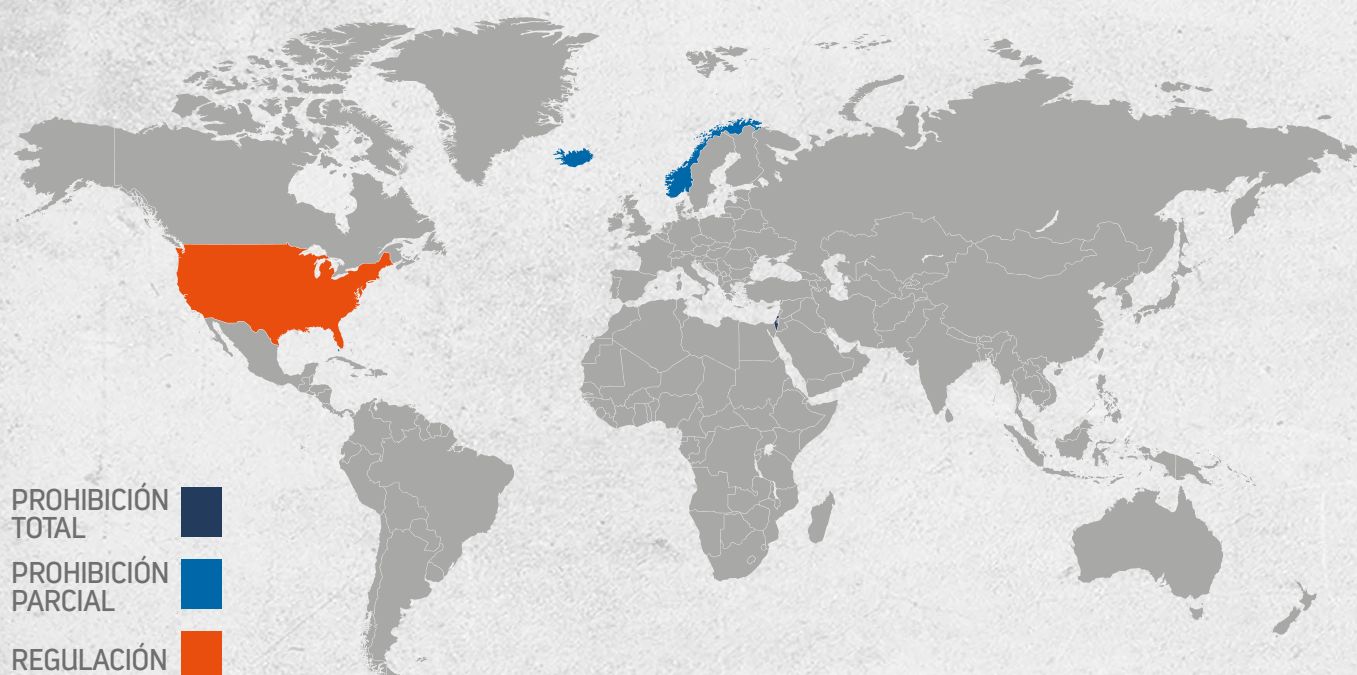 PROHIBICIÓN
TOTAL
PROHIBICIÓN
PARCIAL
REGULACIÓN